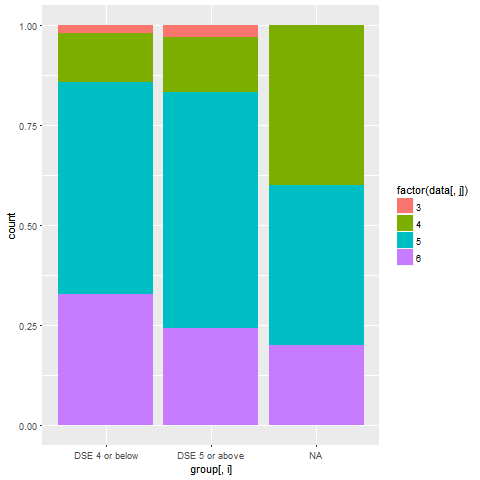 1.00
0.75
0.50
0.25
0.00
count
DSE 4 or below
DSE 5 or above
NA
group[, i]
factor(data[, j])
3
4
5
6